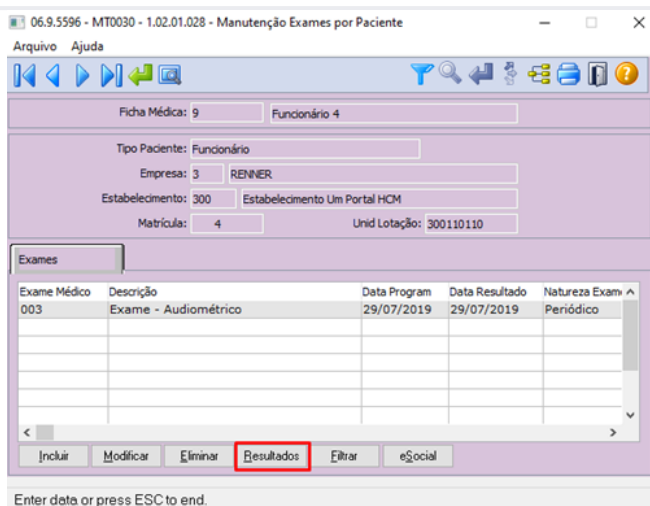 06.9.5596 - MT0030 - 1.02.01.028 - Manutenção Exames por Paciente
Arquivo Ajuda
Ficha Médica: 9 Funcionário 4
Tipo Paciente: Funcionário
Empresa: 3 RENNER
Estabelecimento: 300 Estabelecimento Um Portal HCM
Matrícula: 4 Unid Lotação: 300110110
Exames
Exame Médico Descrição Data Program Data Resultado Natureza Exam
003 Exame - Audiométrico 29/07/2019 29/07/2019 Periódico
Incluir Modificar Eliminar Resultados Filtrar eSocial
Enter data or press ESC to end.